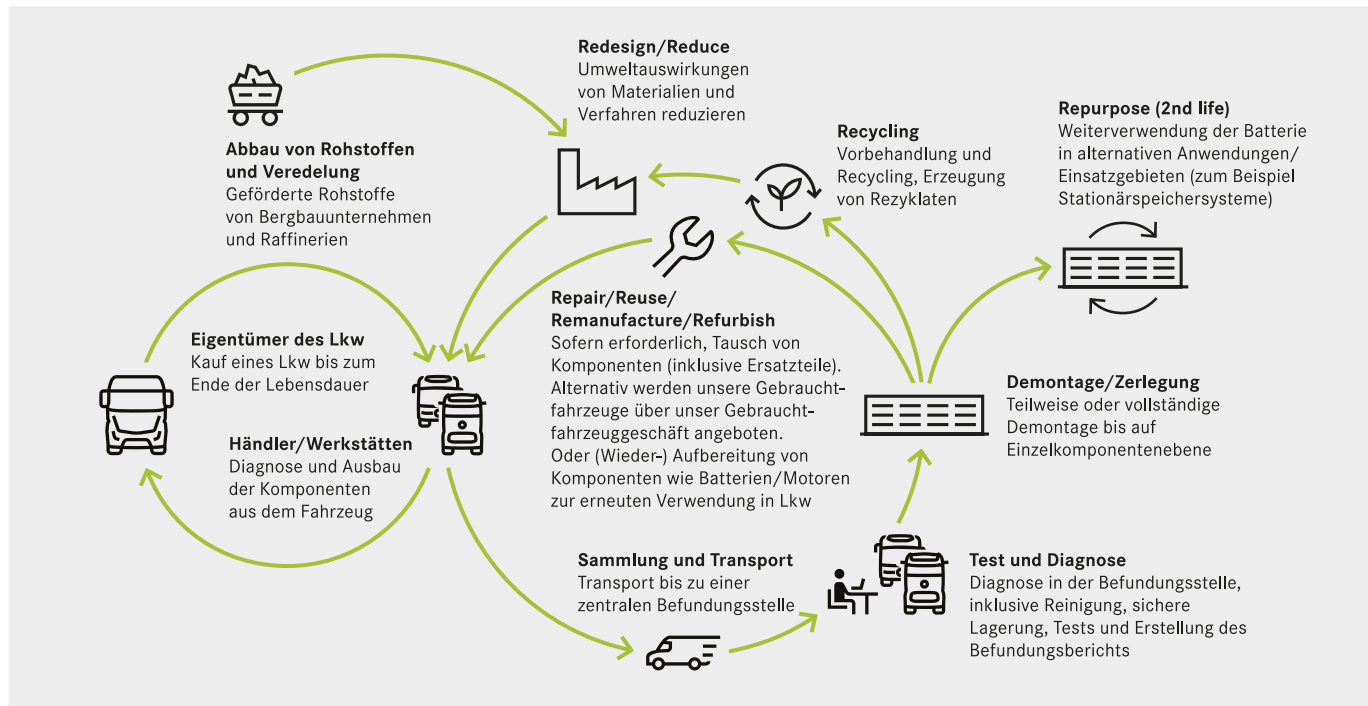 Redesign/Reduce
Umweltauswirkungen
von Materialien und
Verfahren reduzieren
Abbau von Rohstoffen
und Veredelung
Geförderte Rohstoffe
von Bergbauunternehmen
und Raffinerien
Recycling
Vorbehandlung und
Recycling, Erzeugung
von Rezyklaten
Repurpose (2nd life)
Weiterverwendung der Batterie
in alternativen Anwendungen/
Einsatzgebieten (zum Beispiel
Stationärspeichersysteme)
Eigentümer des Lkw
Kauf eines Lkw bis zum
Ende der Lebensdauer
Händler/Werkstätten
Diagnose und Ausbau
der Komponenten
aus dem Fahrzeug
Repair/Reuse/
Remanufacture/Refurbish
Sofern erforderlich, Tausch von
Komponenten (inklusive Ersatzteile).
Alternativ werden unsere Gebraucht-
fahrzeuge über unser Gebraucht-
fahrzeuggeschäft angeboten.
Oder (Wieder-) Aufbereitung von
Komponenten wie Batterien/Motoren
zur erneuten Verwendung in Lkw
Demontage/Zerlegung
Teilweise oder vollständige
Demontage bis auf
Einzelkomponentenebene
Sammlung und Transport
Transport bis zu einer
zentralen Befundungsstelle
Test und Diagnose
Diagnose in der Befundungsstelle,
inklusive Reinigung, sichere
Lagerung, Tests und Erstellung des
Befundungsberichts